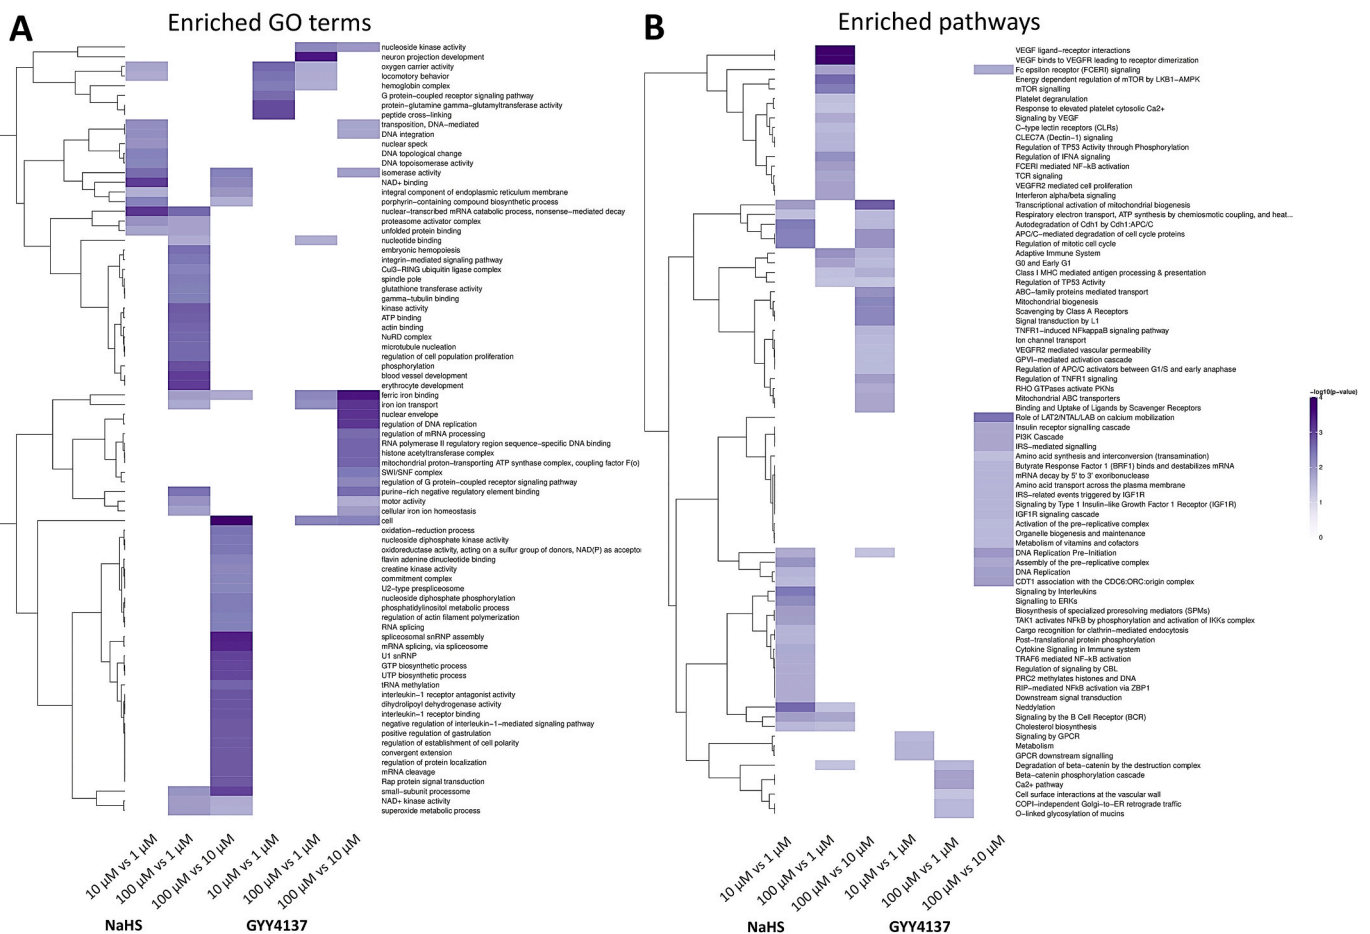 A
Enriched GO terms
nucleoside kinase activity
neuron projection development
oxygen carrier activity
locomotory behavior
hemoglobin complex
G protein-coupled receptor signaling pathway
protein-glutamine gamma-glutamyltransferase activity
peptide cross-linking
transposition, DNA-mediated
DNA integration
nuclear speck
DNA topological change
DNA topoisomerase activity
isomerase activity
NAD+ binding
integral component of endoplasmic reticulum membrane
porphyrin-containing compound biosynthetic process
nuclear-transcribed mRNA catabolic process, nonsense-mediated decay
proteasome activator complex
unfolded protein binding
nucleotide binding
embryonic hemopoiesis
integrin-mediated signaling pathway
Cul3-RING ubiquitin ligase complex
spindle pole
glutathione transferase activity
gamma-tubulin binding
kinase activity
ATP binding
actin binding
NuRD complex
microtubule nucleation
regulation of cell population proliferation
phosphorylation
blood vessel development
erythrocyte development
ferric iron binding
iron ion transport
nuclear envelope
regulation of DNA replication
regulation of mRNA processing
RNA polymerase II regulatory region sequence-specific DNA binding
histone acetyltransferase complex
mitochondrial proton-transporting ATP synthase complex, coupling factor F(o)
SWI/SNF complex
regulation of G protein-coupled receptor signaling pathway
purine-rich negative regulatory element binding
motor activity
cellular iron ion homeostasis
cell
oxidation-reduction process
nucleoside diphosphate kinase activity
oxidoreductase activity, acting on a sulfur group of donors, NAD(P) as acceptor
flavin adenine dinucleotide binding
creatine kinase activity
commitment complex
U2-type prespliceosome
nucleoside diphosphate phosphorylation
phosphatidylinositol metabolic process
regulation of actin filament polymerization
RNA splicing
spliceosomal snRNP assembly
mRNA splicing, via spliceosome
U1 snRNP
GTP biosynthetic process
UTP biosynthetic process
tRNA methylation
interleukin-1 receptor antagonist activity
dihydrolipoyl dehydrogenase activity
interleukin-1 receptor binding
negative regulation of interleukin-1-mediated signaling pathway
positive regulation of gastrulation
regulation of establishment of cell polarity
convergent extension
regulation of protein localization
mRNA cleavage
Rap protein signal transduction
small-subunit processome
NAD+ kinase activity
superoxide metabolic process
10 µM vs 1 µM
100 µM vs 1 µM
100 µM vs 10 µM
10 µM vs 1 µM
100 µM vs 1 µM
100 µM vs 10 µM
NaHS
GYY4137
B
Enriched pathways
VEGF ligand-receptor interactions
VEGF binds to VEGFR leading to receptor dimerization
Fc epsilon receptor (FCERI) signaling
Energy dependent regulation of mTOR by LKB1-AMPK
mTOR signalling
Platelet degranulation
Response to elevated platelet cytosolic Ca2+
Signaling by VEGF
C-type lectin receptors (CLRs)
CLEC7A (Dectin-1) signaling
Regulation of TP53 Activity through Phosphorylation
Regulation of IFNA signaling
FCERI mediated NF-kB activation
TCR signaling
VEGFR2 mediated cell proliferation
Interferon alpha/beta signaling
Transcriptional activation of mitochondrial biogenesis
Respiratory electron transport, ATP synthesis by chemiosmotic coupling, and heat...
Autodegradation of Cdh1 by Cdh1:APC/C
APC/C-mediated degradation of cell cycle proteins
Regulation of mitotic cell cycle
Adaptive Immune System
G0 and Early G1
Class I MHC mediated antigen processing & presentation
Regulation of TP53 Activity
ABC-family proteins mediated transport
Mitochondrial biogenesis
Scavenging by Class A Receptors
Signal transduction by L1
TNFR1-induced NFkappaB signaling pathway
Ion channel transport
VEGFR2 mediated vascular permeability
GPVI-mediated activation cascade
Regulation of APC/C activators between G1/S and early anaphase
Regulation of TNFR1 signaling
RHO GTPases activate PKNs
Mitochondrial ABC transporters
Binding and Uptake of Ligands by Scavenger Receptors
Role of LAT2/NTAL/LAB on calcium mobilization
Insulin receptor signalling cascade
PI3K Cascade
IRS-mediated signalling
Amino acid synthesis and interconversion (transamination)
Butyrate Response Factor 1 (BRF1) binds and destabilizes mRNA
mRNA decay by 5' to 3' exoribonuclease
Amino acid transport across the plasma membrane
IRS-related events triggered by IGF1R
Signaling by Type 1 Insulin-like Growth Factor 1 Receptor (IGF1R)
IGF1R signaling cascade
Activation of the pre-replicative complex
Organelle biogenesis and maintenance
Metabolism of vitamins and cofactors
DNA Replication Pre-Initiation
Assembly of the pre-replicative complex
DNA Replication
CDT1 association with the CDC6:ORC:origin complex
Signaling by Interleukins
Signalling to ERKs
Biosynthesis of specialized proresolving mediators (SPMs)
TAK1 activates NFkB by phosphorylation and activation of IKKs complex
Cargo recognition for clathrin-mediated endocytosis
Post-translational protein phosphorylation
Cytokine Signaling in Immune system
TRAF6 mediated NF-kB activation
Regulation of signaling by CBL
PRC2 methylates histones and DNA
RIP-mediated NFkB activation via ZBP1
Downstream signal transduction
Neddylation
Signaling by the B Cell Receptor (BCR)
Cholesterol biosynthesis
Signaling by GPCR
Metabolism
GPCR downstream signalling
Degradation of beta-catenin by the destruction complex
Beta-catenin phosphorylation cascade
Ca2+ pathway
Cell surface interactions at the vascular wall
COPI-independent Golgi-to-ER retrograde traffic
O-linked glycosylation of mucins
10 µM vs 1 µM
100 µM vs 1 µM
100 µM vs 10 µM
10 µM vs 1 µM
100 µM vs 1 µM
100 µM vs 10 µM
NaHS
GYY4137
-log10(p-value)
4
3
2
1
0